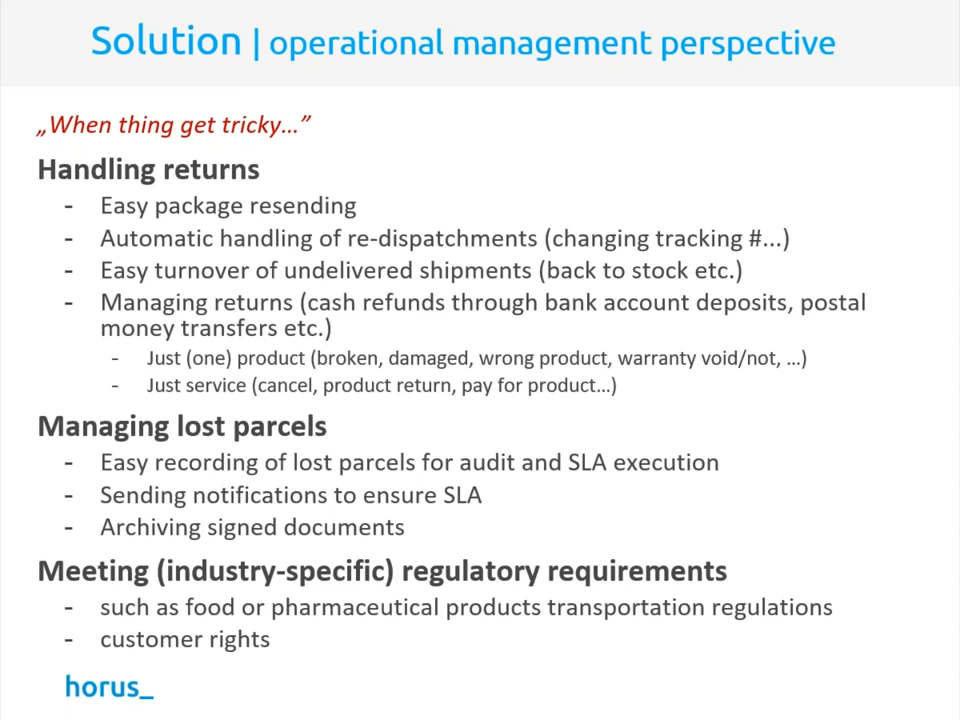 Solution | operational management perspective
„When thing get tricky…”
Handling returns
- Easy package resending
- Automatic handling of re-dispatchments (changing tracking #...)
- Easy turnover of undelivered shipments (back to stock etc.)
- Managing returns (cash refunds through bank account deposits, postal
money transfers etc.)
- Just (one) product (broken, damaged, wrong product, warranty void/not, …)
- Just service (cancel, product return, pay for product…)
Managing lost parcels
- Easy recording of lost parcels for audit and SLA execution
- Sending notifications to ensure SLA
- Archiving signed documents
Meeting (industry-specific) regulatory requirements
- such as food or pharmaceutical products transportation regulations
- customer rights
horus_